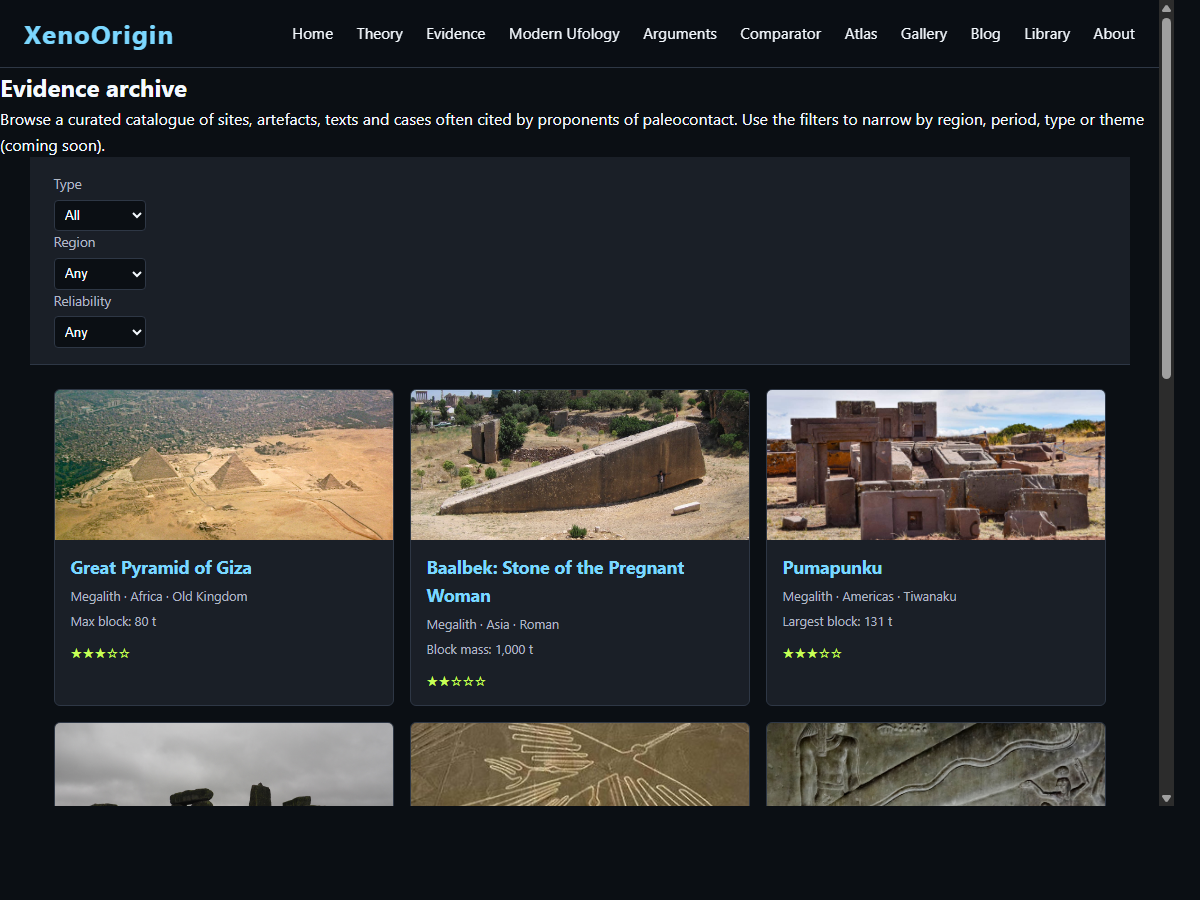 XenoOrigin
Home Theory Evidence Modern Ufology Arguments Comparator Atlas Gallery Blog Library About
Evidence archive
Browse a curated catalogue of sites, artefacts, texts and cases often cited by proponents of paleocontact. Use the filters to narrow by region, period, type or theme
(coming soon).
Type
All
Region
Any
Reliability
Any
Great Pyramid of Giza
Megalith · Africa · Old Kingdom
Max block: 80 t
★★★☆☆
Baalbek: Stone of the Pregnant
Woman
Megalith · Asia · Roman
Block mass: 1,000 t
★★☆☆☆
Pumapunku
Megalith · Americas · Tiwanaku
Largest block: 131 t
★★★☆☆